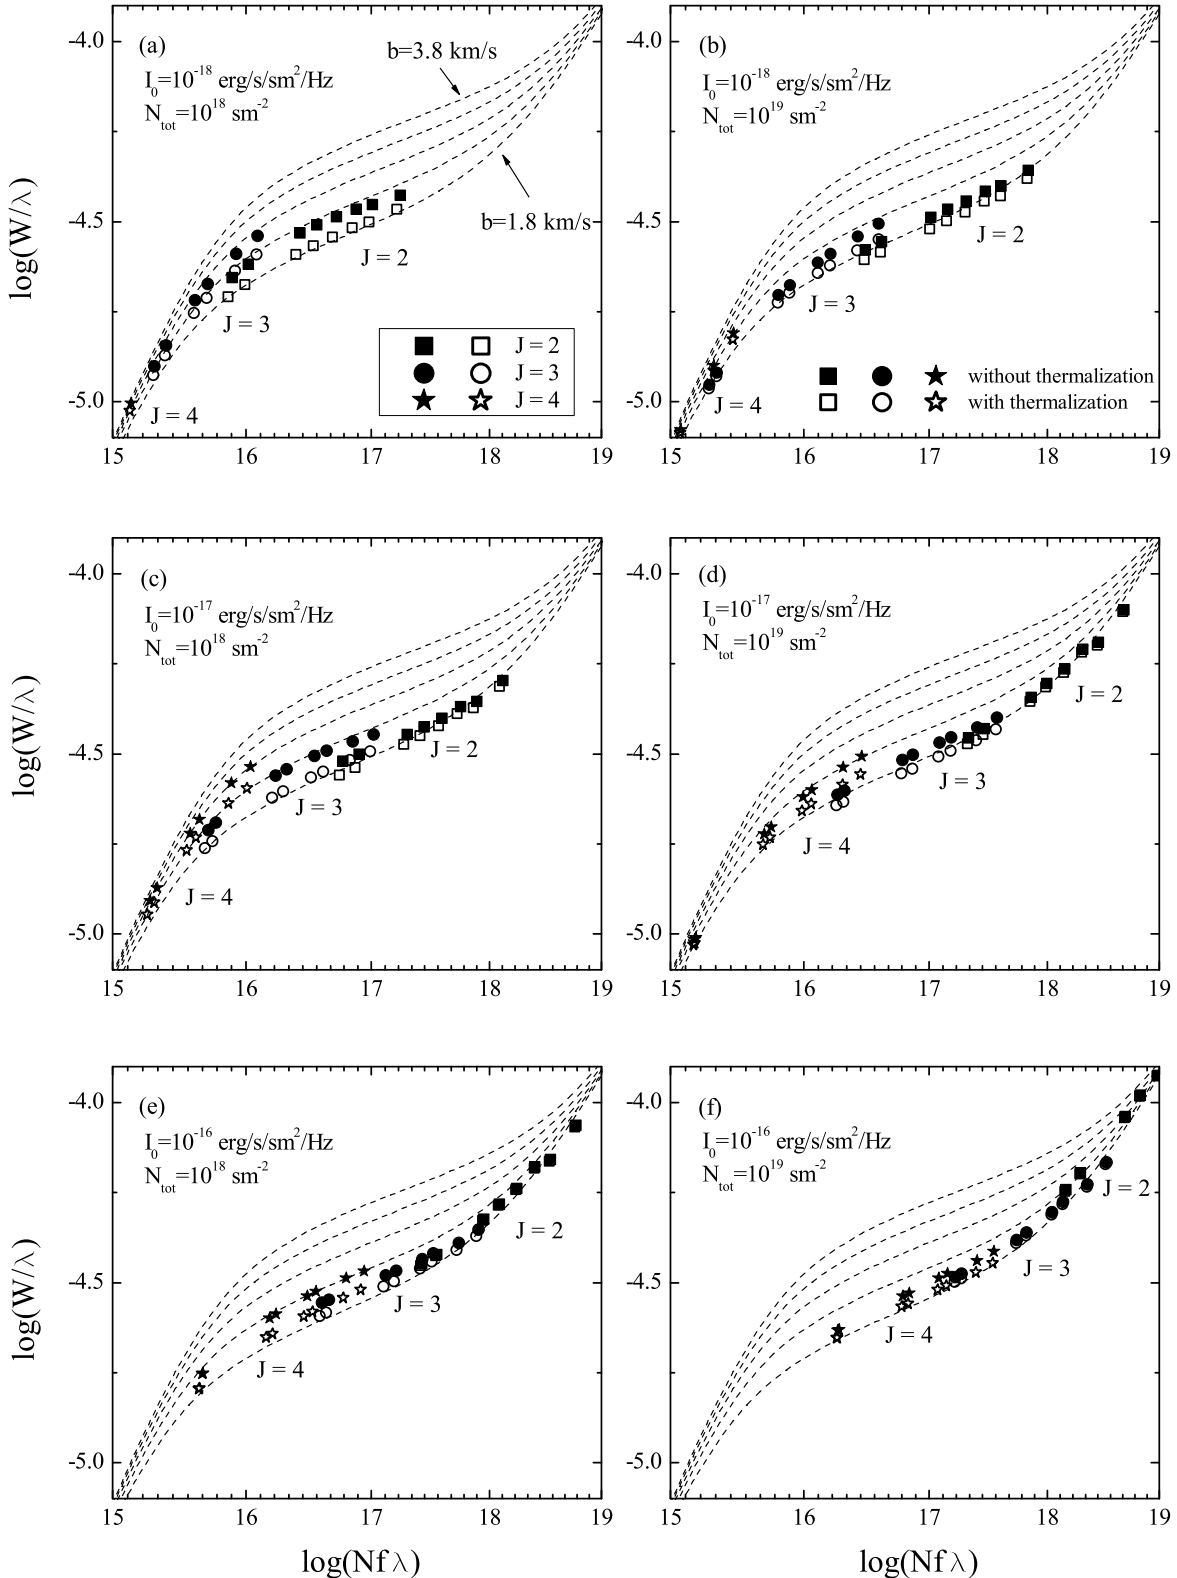 (a)
I₀=10⁻¹⁸ erg/s/sm²/Hz
Nₜₒₜ=10¹⁸ sm⁻²
b=3.8 km/s
b=1.8 km/s
J = 2
J = 3
J = 4
J = 2
J = 3
J = 4
-4.0
-4.5
-5.0
15 16 17 18 19
log(W/λ)
(b)
I₀=10⁻¹⁸ erg/s/sm²/Hz
Nₜₒₜ=10¹⁹ sm⁻²
J = 2
J = 3
J = 4
without thermalization
with thermalization
-4.0
-4.5
-5.0
15 16 17 18 19
(c)
I₀=10⁻¹⁷ erg/s/sm²/Hz
Nₜₒₜ=10¹⁸ sm⁻²
J = 2
J = 3
J = 4
-4.0
-4.5
-5.0
15 16 17 18 19
log(W/λ)
(d)
I₀=10⁻¹⁷ erg/s/sm²/Hz
Nₜₒₜ=10¹⁹ sm⁻²
J = 2
J = 3
J = 4
-4.0
-4.5
-5.0
15 16 17 18 19
(e)
I₀=10⁻¹⁶ erg/s/sm²/Hz
Nₜₒₜ=10¹⁸ sm⁻²
J = 2
J = 3
J = 4
-4.0
-4.5
-5.0
15 16 17 18 19
log(W/λ)
log(Nf λ)
(f)
I₀=10⁻¹⁶ erg/s/sm²/Hz
Nₜₒₜ=10¹⁹ sm⁻²
J = 2
J = 3
J = 4
-4.0
-4.5
-5.0
15 16 17 18 19
log(Nf λ)